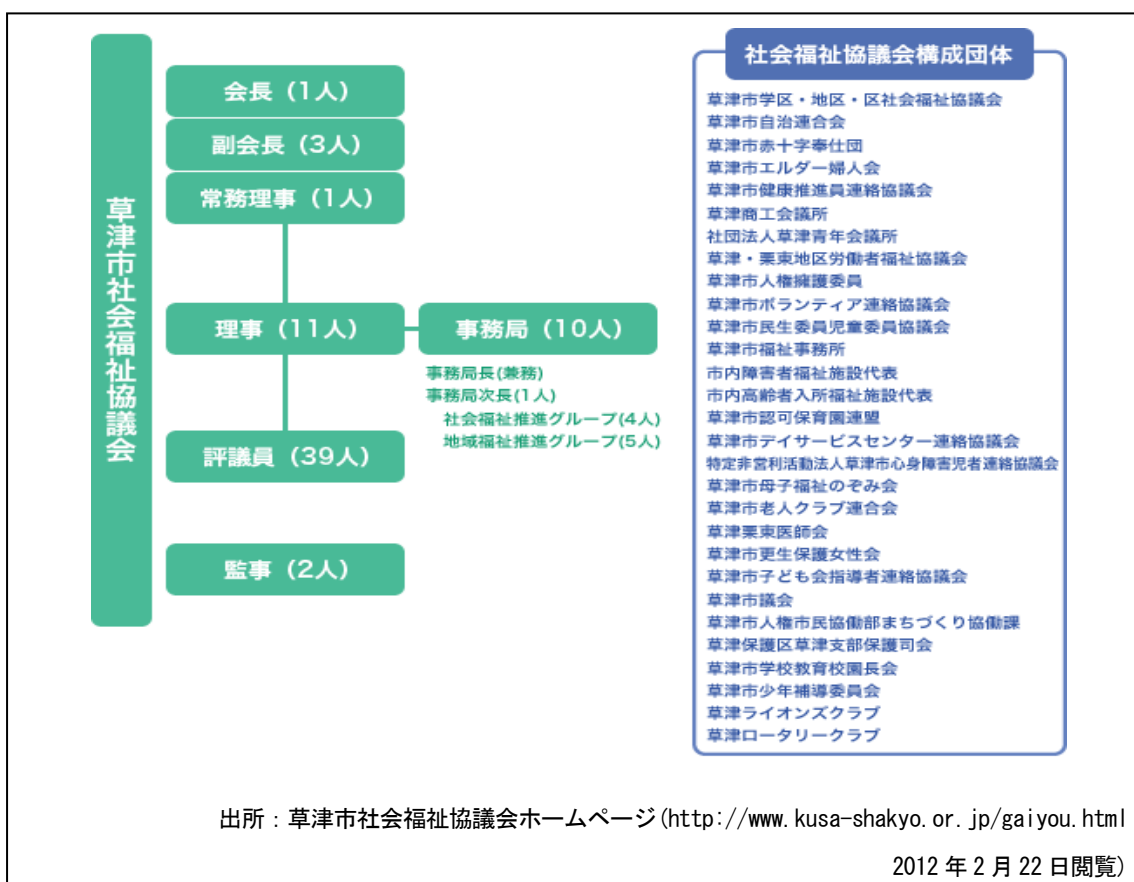 草津市社会福祉協議会
会長（1人）
副会長（3人）
常務理事（1人）
理事（11人）
事務局（10人）
事務局長(兼務)
事務局次長(1人)
社会福祉推進グループ(4人)
地域福祉推進グループ(5人)
評議員（39人）
監事（2人）
社会福祉協議会構成団体
草津市学区・地区・区社会福祉協議会
草津市自治連合会
草津市赤十字奉仕団
草津市エルダー婦人会
草津市健康推進員連絡協議会
草津商工会議所
社団法人草津青年会議所
草津・栗東地区労働者福祉協議会
草津市人権擁護委員
草津市ボランティア連絡協議会
草津市民生委員児童委員協議会
草津市福祉事務所
市内障害者福祉施設代表
市内高齢者入所福祉施設代表
草津市認可保育園連盟
草津市デイサービスセンター連絡協議会
特定非営利活動法人草津市心身障害児者連絡協議会
草津市母子福祉のぞみ会
草津市老人クラブ連合会
草津栗東医師会
草津市更生保護女性会
草津市子ども会指導者連絡協議会
草津市議会
草津市人権市民協働部まちづくり協働課
草津保護区草津支部保護司会
草津市学校教育校園長会
草津市少年補導委員会
草津ライオンズクラブ
草津ロータリークラブ
出所：草津市社会福祉協議会ホームページ(http://www.kusa-shakyo.or.jp/gaiyou.html
2012年2月22日閲覧)